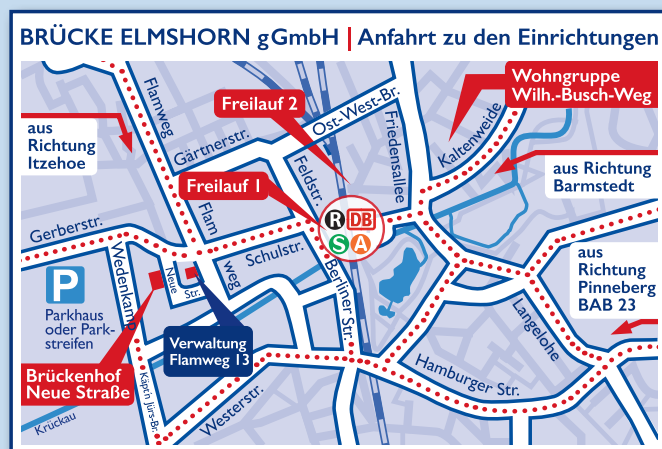 BRÜCKE ELMSHORN gGmbH | Anfahrt zu den Einrichtungen
Wohngruppe
Wilh.-Busch-Weg
Flamweg
Freilauf 2
Ost-West-Br.
Friedensallee
Kaltenweide
aus
Richtung
Itzehoe
Gärtnerstr.
Feldstr.
aus Richtung
Barmstedt
Freilauf 1
R DB
S A
Gerberstr.
Flam
weg
Schulstr.
Wedenkamp
Neue
Str.
Berliner Str.
aus
Richtung
Pinneberg
BAB 23
P
Parkhaus
oder Park-
streifen
Verwaltung
Flamweg 13
Langelohe
Brückenhof
Neue Straße
Käpt'n Jürs-Br.
Hamburger Str.
Westerstr.
Krückau